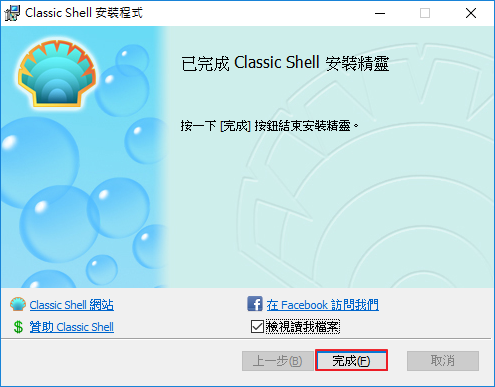 Classic Shell 安裝程式
已完成 Classic Shell 安裝精靈
按一下 [完成] 按鈕結束安裝精靈。
Classic Shell 網站
在 Facebook 訪問我們
贊助 Classic Shell
檢視讀我檔案
上一步(B)
完成(F)
取消